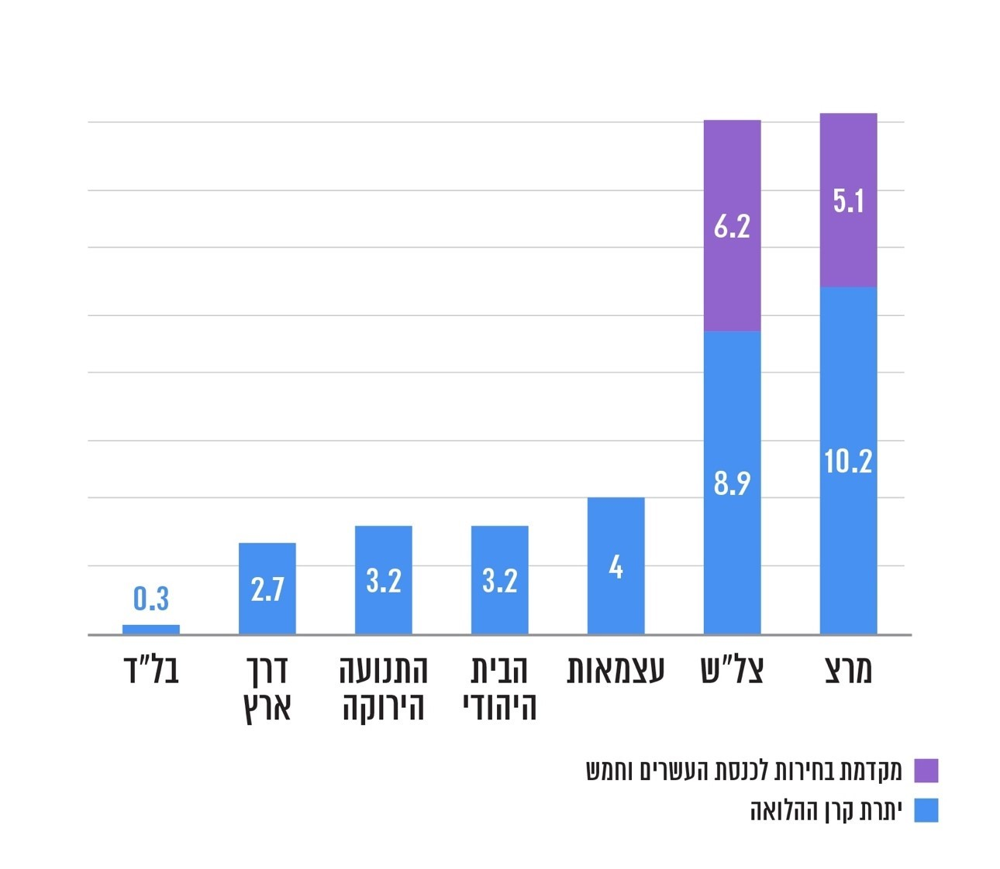 5.1
6.2
10.2
8.9
4
3.2
3.2
2.7
0.3
מרצ
צל"ש
עצמאות
הבית
היהודי
התנועה
הירוקה
דרך
ארץ
בל"ד
מקדמת בחירות לכנסת העשרים וחמש
יתרת קרן ההלוואה